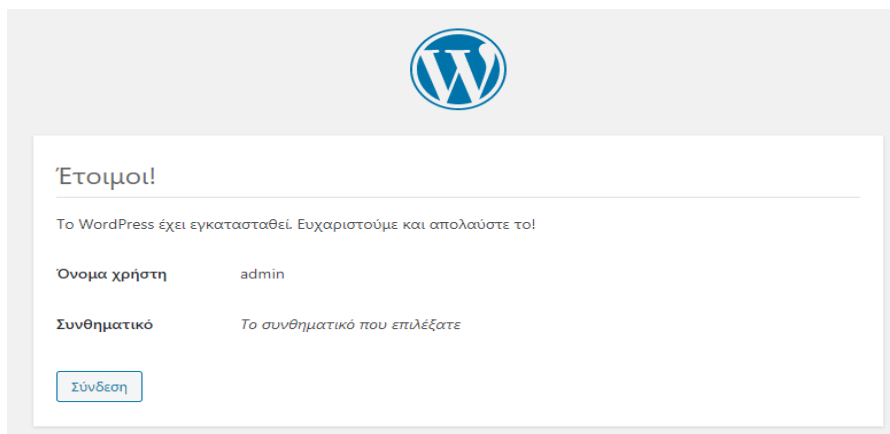 Έτοιμοι!
Το WordPress έχει εγκατασταθεί. Ευχαριστούμε και απολαύστε το!
Όνομα χρήστη admin
Συνθηματικό Το συνθηματικό που επιλέξατε
Σύνδεση